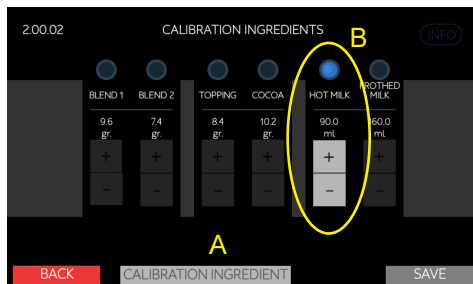 2.00.02 CALIBRATION INGREDIENTS B INFO
BLEND 1 BLEND 2 TOPPING COCOA HOT MILK FROTHED MILK
9.6 gr. 7.4 gr. 8.4 gr. 10.2 gr. 90.0 ml 160.0 ml
+ + + + + +
- - - - - -
A
BACK CALIBRATION INGREDIENT SAVE